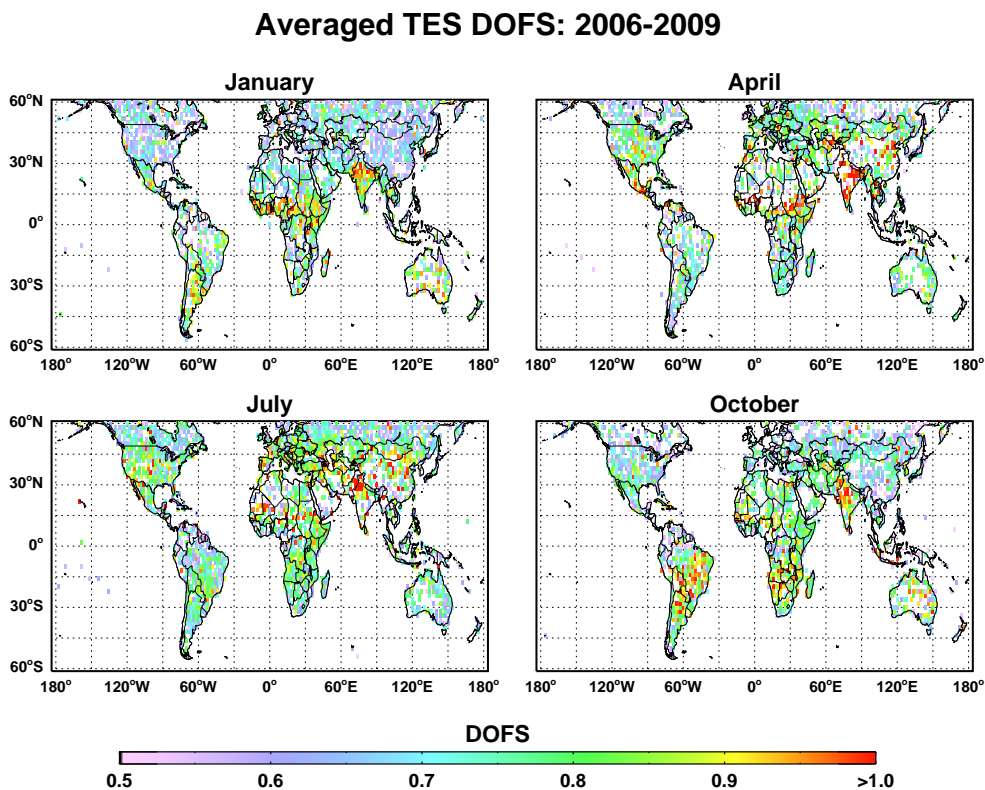 Averaged TES DOFS: 2006-2009
January
April
60°N
30°N
0°
30°S
60°S
180° 120°W 60°W 0° 60°E 120°E 180°
180° 120°W 60°W 0° 60°E 120°E 180°
July
October
60°N
30°N
0°
30°S
60°S
180° 120°W 60°W 0° 60°E 120°E 180°
180° 120°W 60°W 0° 60°E 120°E 180°
DOFS
0.5 0.6 0.7 0.8 0.9 >1.0